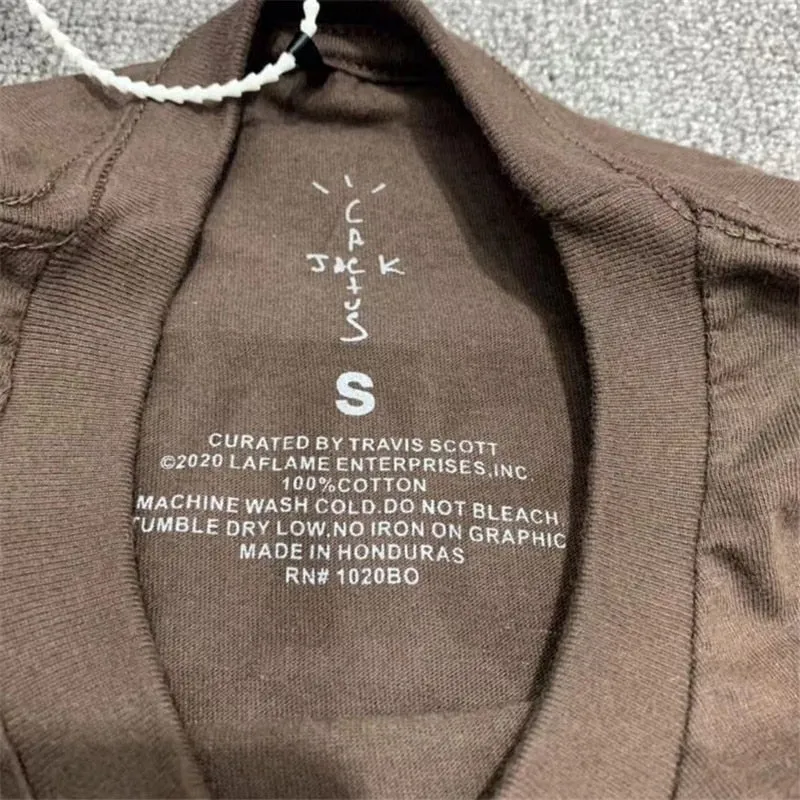 CACTUS
JACK
S
CURATED BY TRAVIS SCOTT
©2020 LAFLAME ENTERPRISES,INC.
100%COTTON
MACHINE WASH COLD.DO NOT BLEACH
TUMBLE DRY LOW,NO IRON ON GRAPHIC
MADE IN HONDURAS
RN# 1020BO